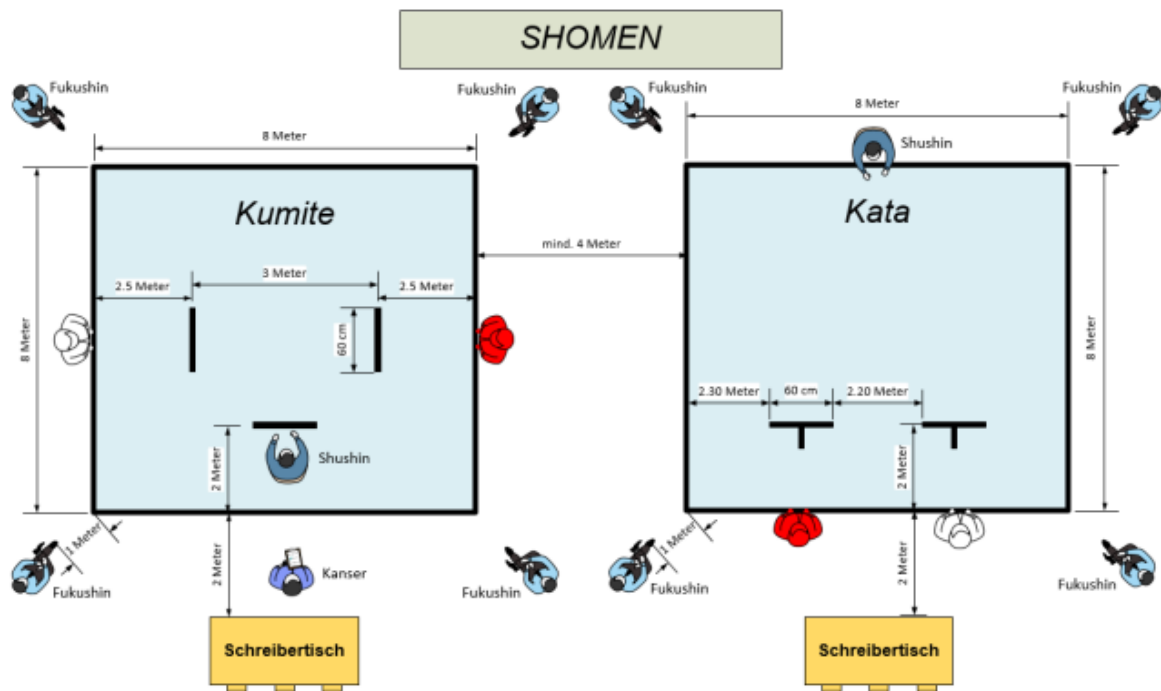 SHOMEN
Fukushin
Fukushin
Fukushin
Fukushin
8 Meter
8 Meter
Shushin
Kumite
Kata
mind. 4 Meter
3 Meter
2.5 Meter
2.5 Meter
60 cm
8 Meter
8 Meter
2.30 Meter
60 cm
2.20 Meter
2 Meter
Shushin
2 Meter
1 Meter
2 Meter
Kanser
Fukushin
Fukushin
1 Meter
2 Meter
Fukushin
Fukushin
Schreibertisch
Schreibertisch